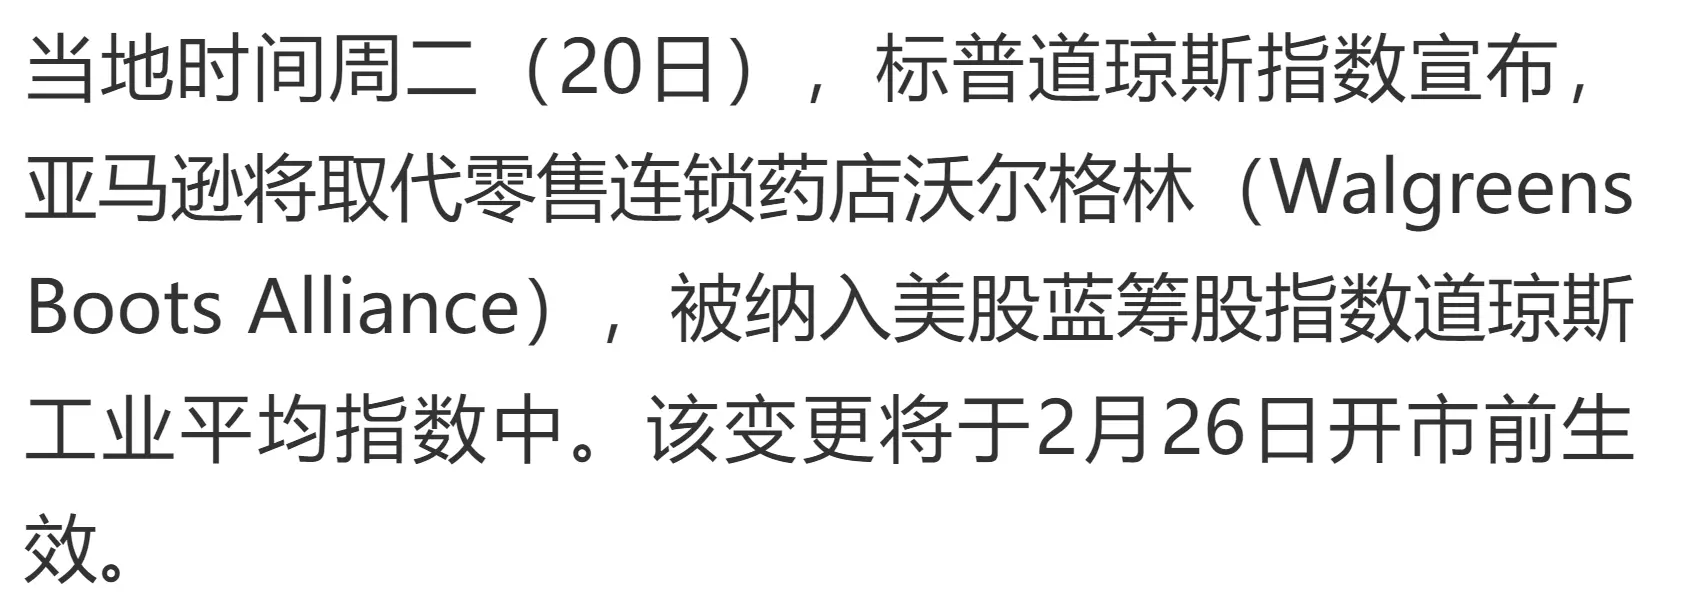 当地时间周二（20日），标普道琼斯指数宣布，
亚马逊将取代零售连锁药店沃尔格林（Walgreens
Boots Alliance），被纳入美股蓝筹股指数道琼斯
工业平均指数中。该变更将于2月26日开市前生
效。